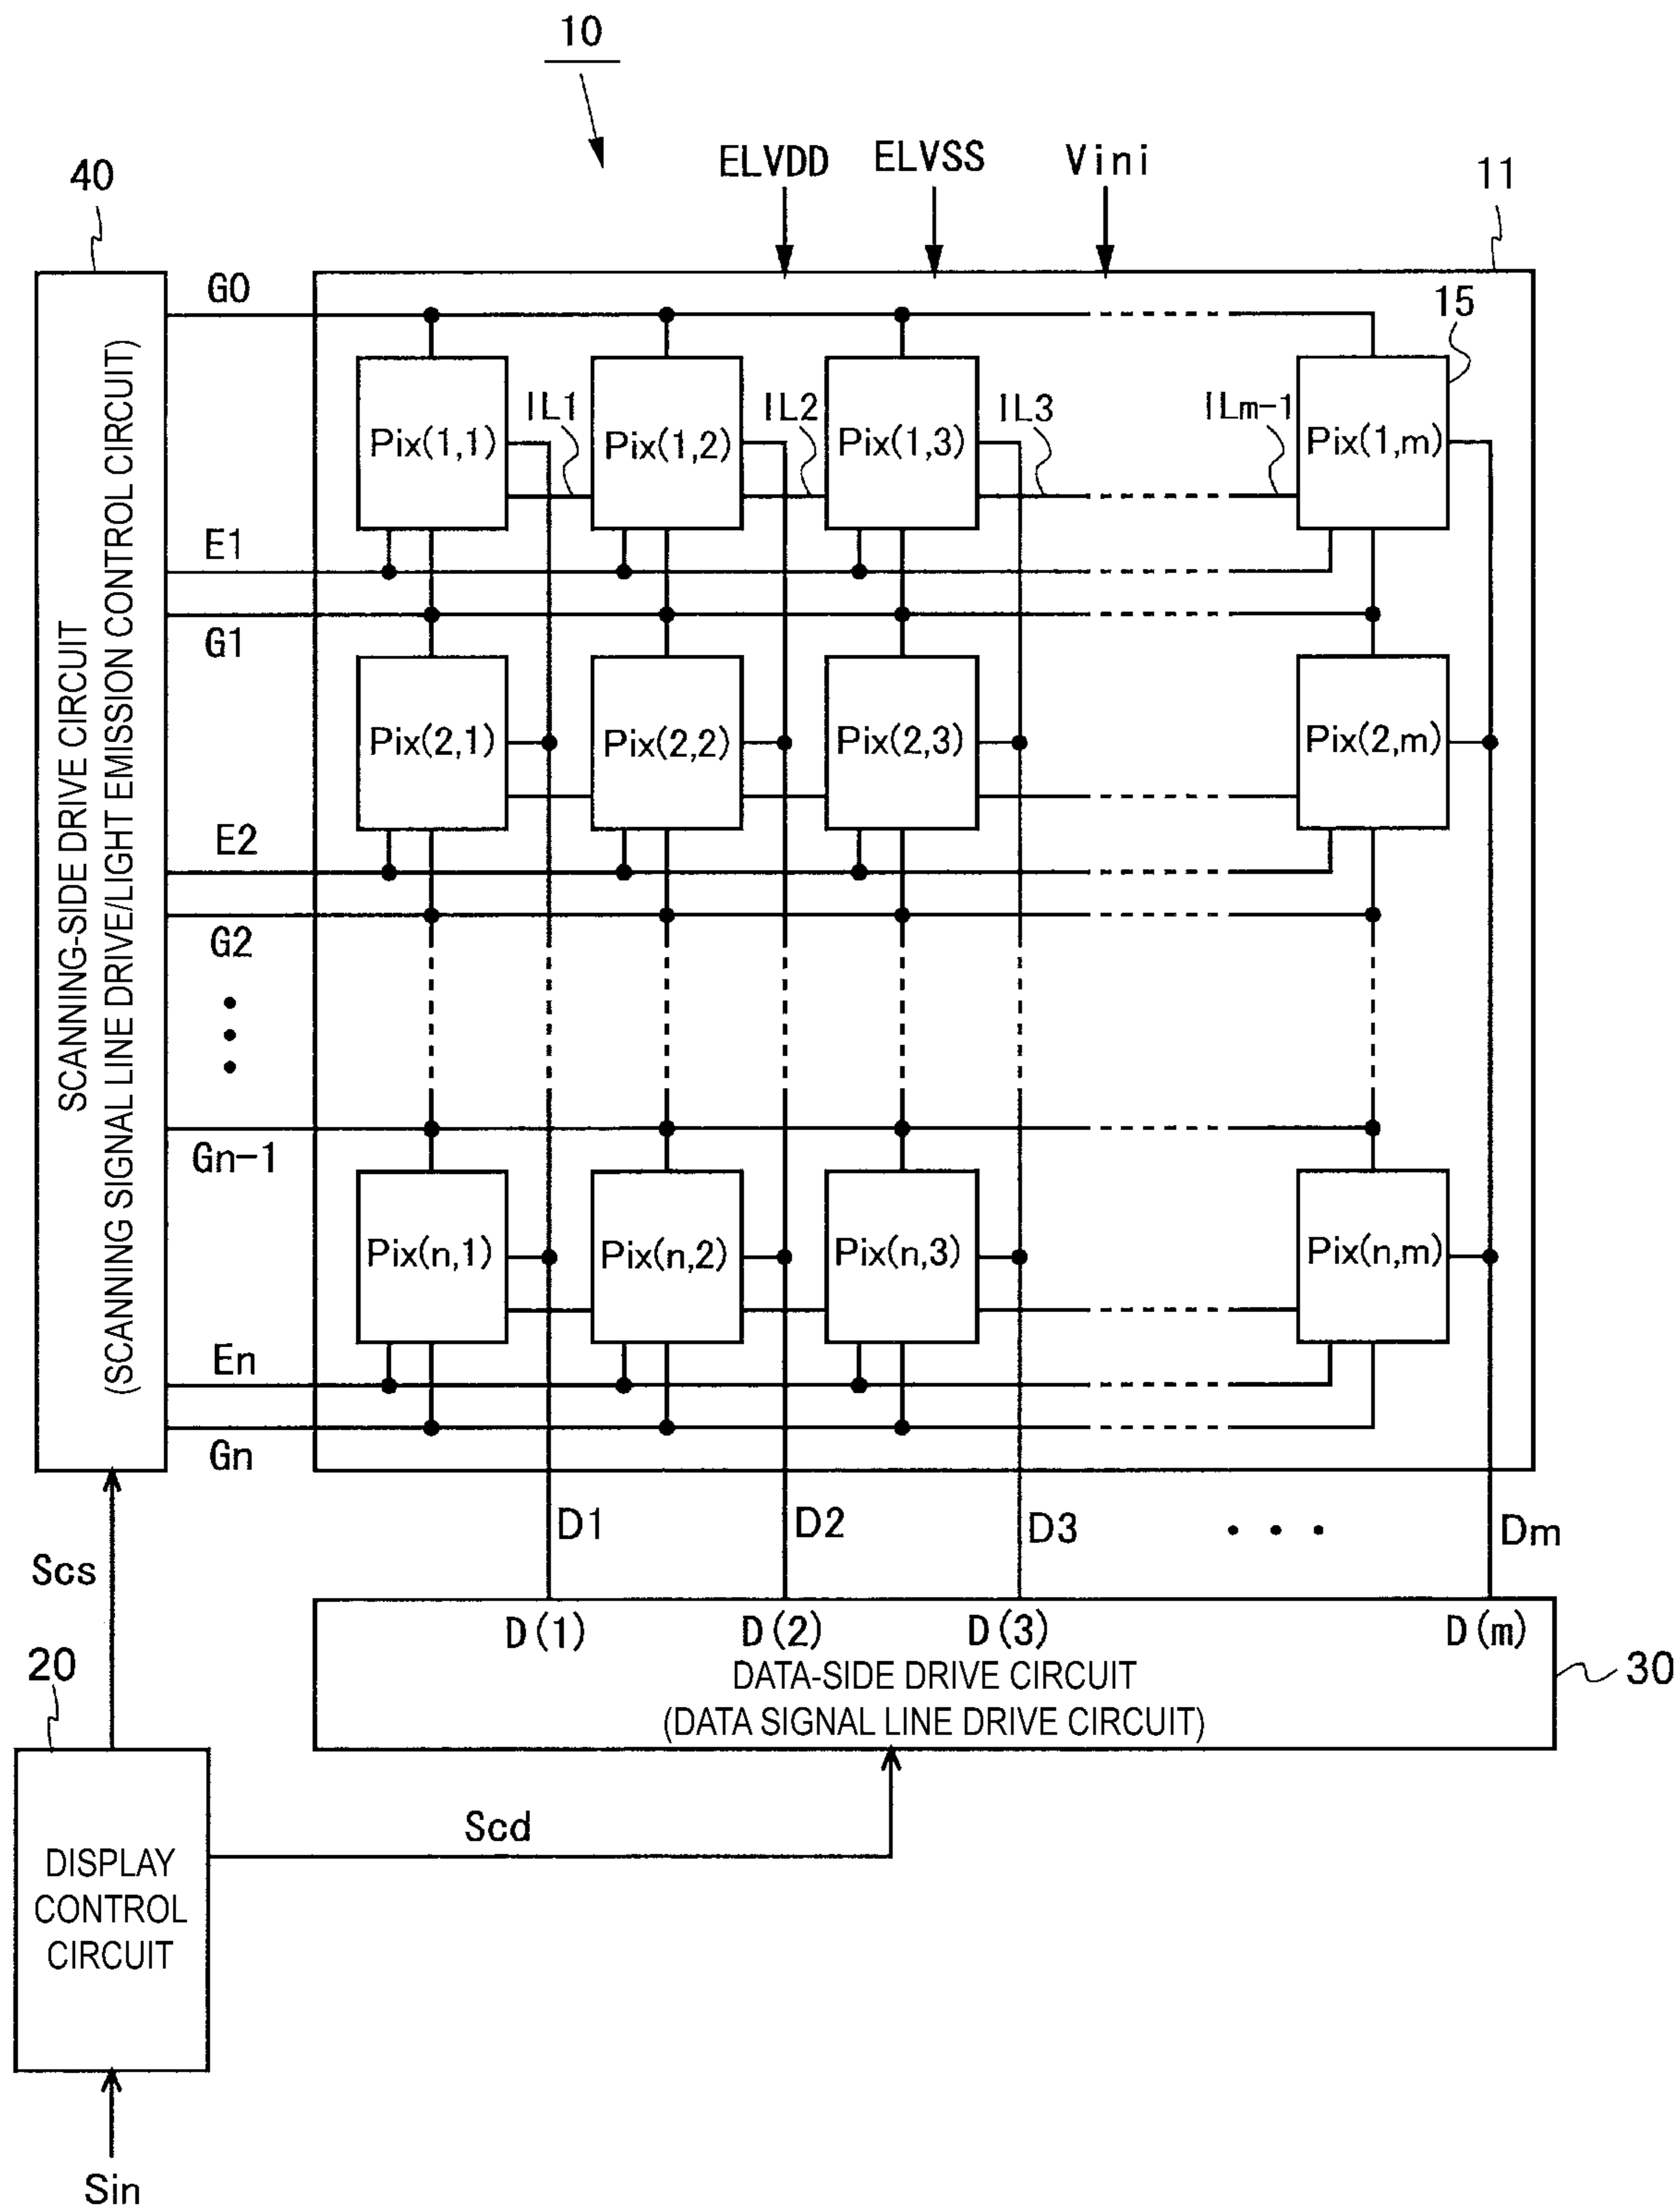 10
ELVDD ELVSS Vini
40
11
G0
15
IL1 IL2 IL3 ILm-1
Pix(1,1) Pix(1,2) Pix(1,3) Pix(1,m)
E1
G1
Pix(2,1) Pix(2,2) Pix(2,3) Pix(2,m)
E2
G2
SCANNING-SIDE DRIVE CIRCUIT
(SCANNING SIGNAL LINE DRIVE/LIGHT EMISSION CONTROL CIRCUIT)
Gn-1
Pix(n,1) Pix(n,2) Pix(n,3) Pix(n,m)
En
Gn
D1 D2 D3 Dm
Scs
D(1) D(2) D(3) D(m)
DATA-SIDE DRIVE CIRCUIT
(DATA SIGNAL LINE DRIVE CIRCUIT)
30
20
Scd
DISPLAY
CONTROL
CIRCUIT
Sin